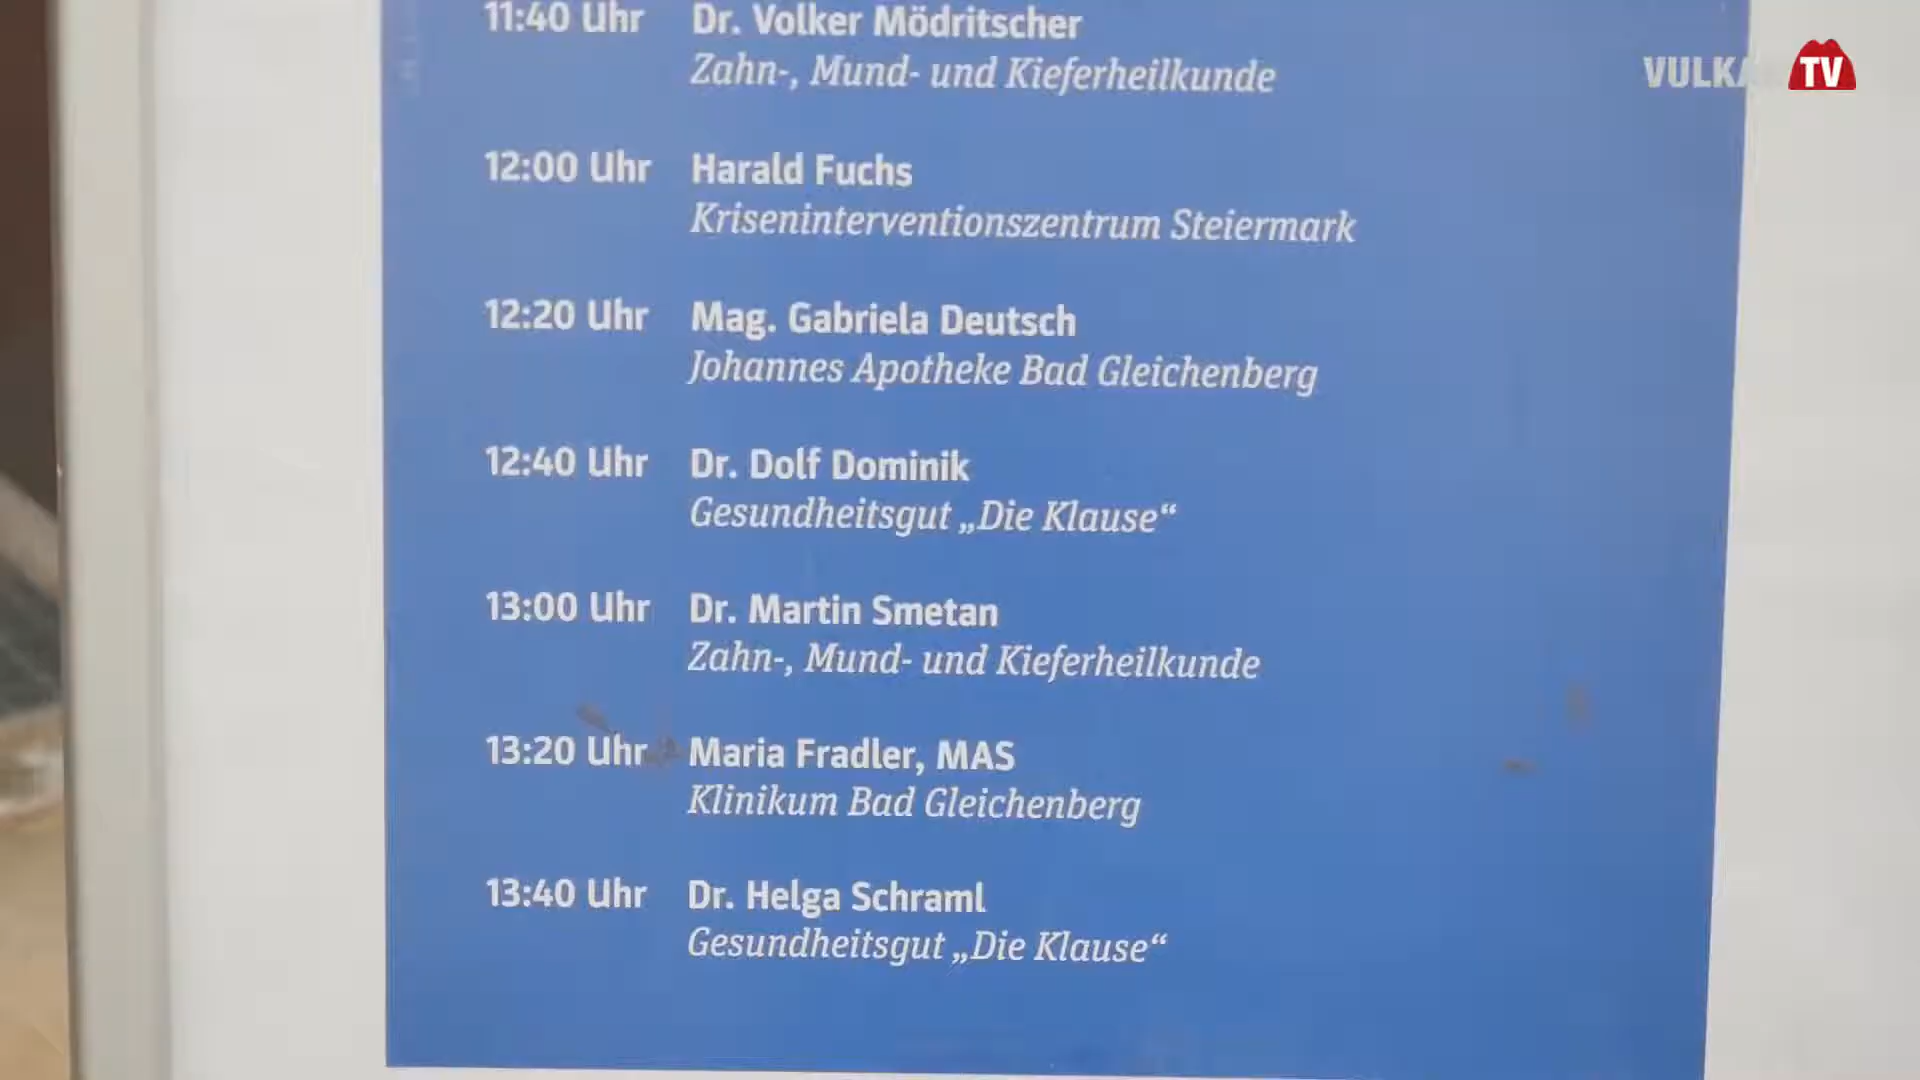 11:40 Uhr Dr. Volker Mödritscher
Zahn-, Mund- und Kieferheilkunde
VULKA TV
12:00 Uhr Harald Fuchs
Kriseninterventionszentrum Steiermark
12:20 Uhr Mag. Gabriela Deutsch
Johannes Apotheke Bad Gleichenberg
12:40 Uhr Dr. Dolf Dominik
Gesundheitsgut „Die Klause“
13:00 Uhr Dr. Martin Smetan
Zahn-, Mund- und Kieferheilkunde
13:20 Uhr Maria Fradler, MAS
Klinikum Bad Gleichenberg
13:40 Uhr Dr. Helga Schraml
Gesundheitsgut „Die Klause“